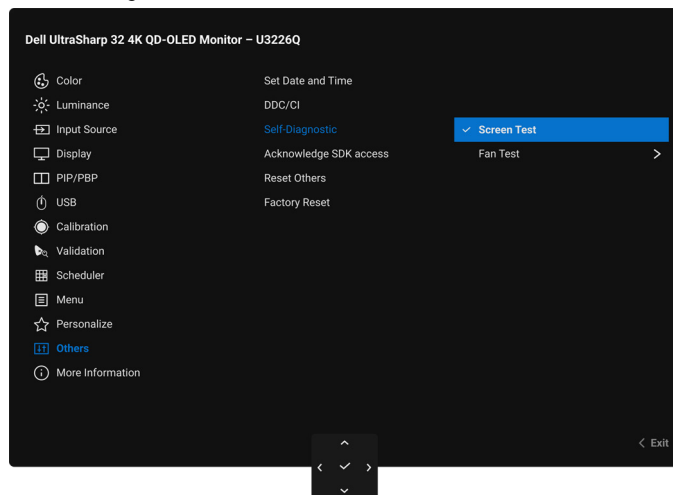 Dell UltraSharp 32 4K QD-OLED Monitor – U3226Q
Color
Set Date and Time
Luminance
DDC/CI
Input Source
Self-Diagnostic
Screen Test
Display
Acknowledge SDK access
Fan Test
PIP/PBP
Reset Others
USB
Factory Reset
Calibration
Validation
Scheduler
Menu
Personalize
Others
More Information
Exit